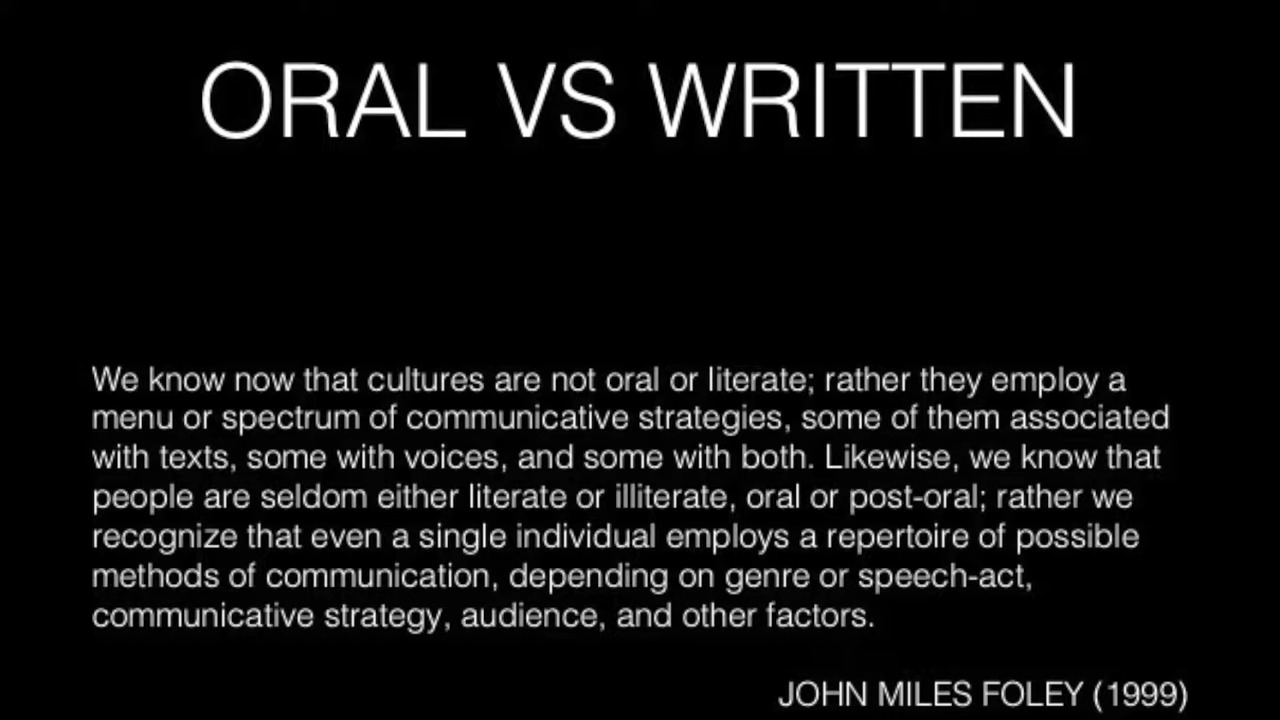 ORAL VS WRITTEN
We know now that cultures are not oral or literate; rather they employ a
menu or spectrum of communicative strategies, some of them associated
with texts, some with voices, and some with both. Likewise, we know that
people are seldom either literate or illiterate, oral or post-oral; rather we
recognize that even a single individual employs a repertoire of possible
methods of communication, depending on genre or speech-act,
communicative strategy, audience, and other factors.
JOHN MILES FOLEY (1999)